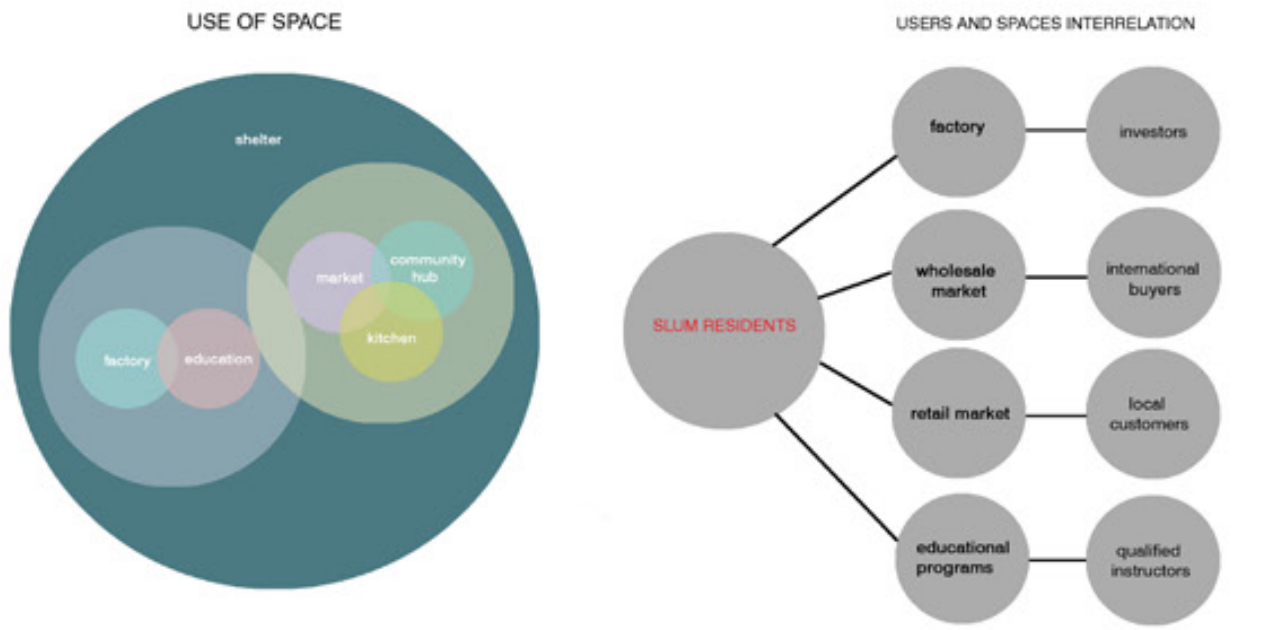 USE OF SPACE
shelter
market
community
hub
kitchen
factory
education
USERS AND SPACES INTERRELATION
SLUM RESIDENTS
factory
investors
wholesale
market
international
buyers
retail market
local
customers
educational
programs
qualified
instructors